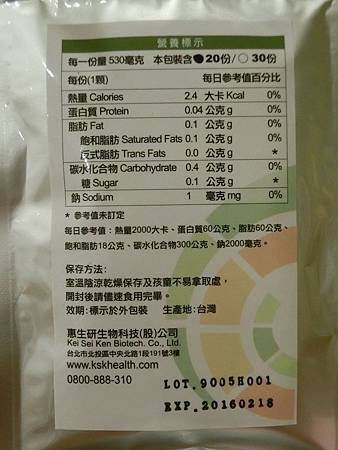 營養標示
每一份量 530毫克 本包裝含●20份/○30份
每份(1顆) 每日參考值百分比
熱量 Calories 2.4 大卡 Kcal 0%
蛋白質 Protein 0.04 公克 g 0%
脂肪 Fat 0.1 公克 g 0%
飽和脂肪 Saturated Fats 0.1 公克 g 0%
反式脂肪 Trans Fats 0.0 公克 g *
碳水化合物 Carbohydrate 0.4 公克 g 0%
糖 Sugar 0.1 公克 g *
鈉 Sodium 1 毫克 mg 0%
* 參考值未訂定
每日參考值：熱量2000大卡、蛋白質60公克、脂肪60公克、
飽和脂肪18公克、碳水化合物300公克、鈉2000毫克。
保存方法:
室溫陰涼乾燥保存及孩童不易拿取處，
開封後請儘速食用完畢。
效期:標示於外包裝 生產地:台灣
惠生研生物科技(股)公司
Kei Sei Ken Biotech. Co., Ltd.
台北市北投區中央北路1段191號3樓
www.kskhealth.com
0800-888-310
LOT.9005H001
EXP.20160218